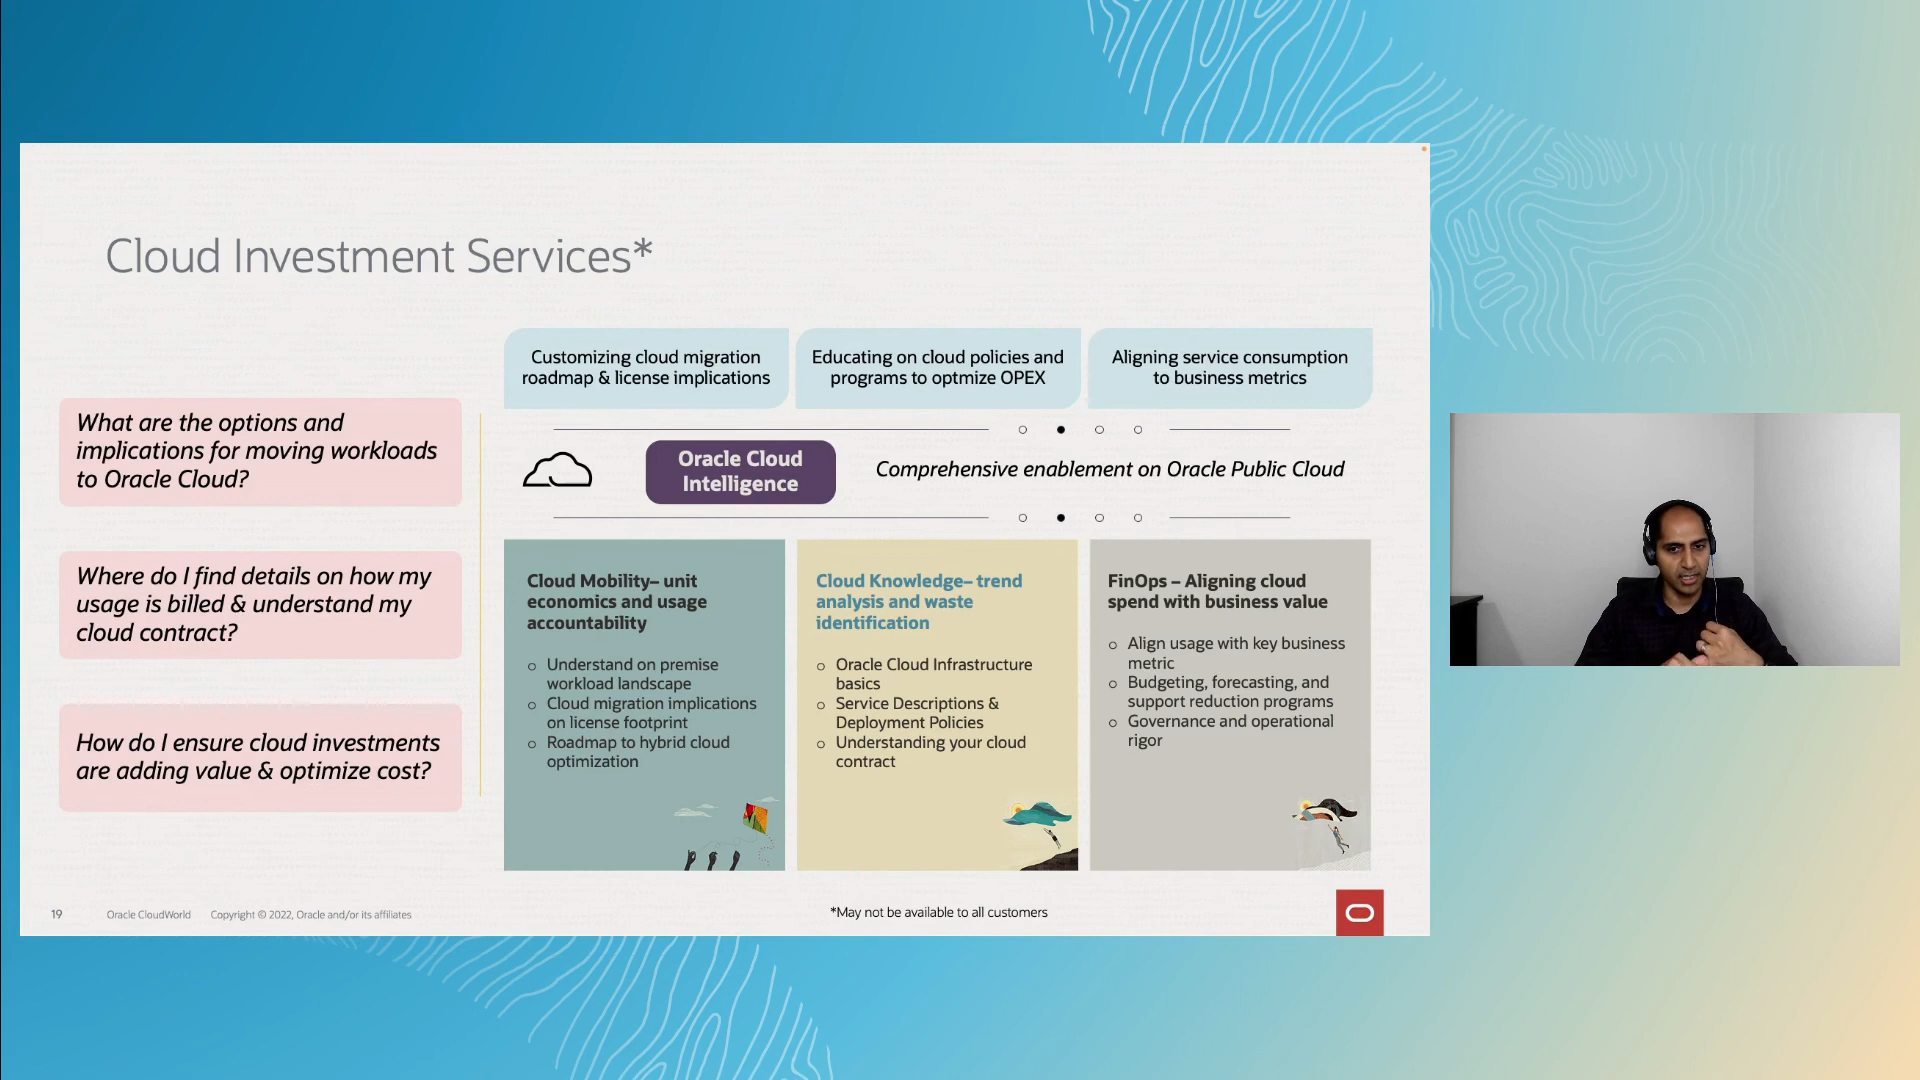 Cloud Investment Services*
What are the options and
implications for moving workloads
to Oracle Cloud?
Where do I find details on how my
usage is billed & understand my
cloud contract?
How do I ensure cloud investments
are adding value & optimize cost?
Customizing cloud migration
roadmap & license implications
Educating on cloud policies and
programs to optmize OPEX
Aligning service consumption
to business metrics
Oracle Cloud
Intelligence
Comprehensive enablement on Oracle Public Cloud
Cloud Mobility– unit
economics and usage
accountability
Understand on premise
workload landscape
Cloud migration implications
on license footprint
Roadmap to hybrid cloud
optimization
Cloud Knowledge– trend
analysis and waste
identification
Oracle Cloud Infrastructure
basics
Service Descriptions &
Deployment Policies
Understanding your cloud
contract
FinOps – Aligning cloud
spend with business value
Align usage with key business
metric
Budgeting, forecasting, and
support reduction programs
Governance and operational
rigor
19 Oracle CloudWorld Copyright © 2022, Oracle and/or its affiliates
*May not be available to all customers